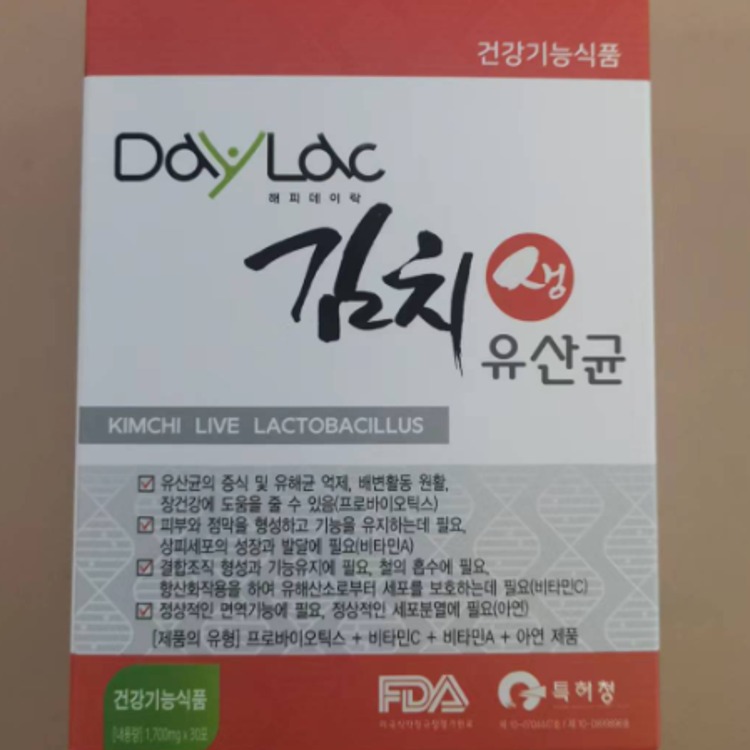 건강기능식품
DayLac
해피데이락
김치 생
유산균
KIMCHI LIVE LACTOBACILLUS
유산균의 증식 및 유해균 억제, 배변활동 원활,
장건강에 도움을 줄 수 있음(프로바이오틱스)
피부와 점막을 형성하고 기능을 유지하는데 필요,
상피세포의 성장과 발달에 필요(비타민A)
결합조직 형성과 기능유지에 필요, 철의 흡수에 필요,
항산화작용을 하여 유해산소로부터 세포를 보호하는데 필요(비타민C)
정상적인 면역기능에 필요, 정상적인 세포분열에 필요(아연)
[제품의 유형] 프로바이오틱스 + 비타민C + 비타민A + 아연 제품
건강기능식품
[내용량] 1,700mg x 30포
FDA
특허청